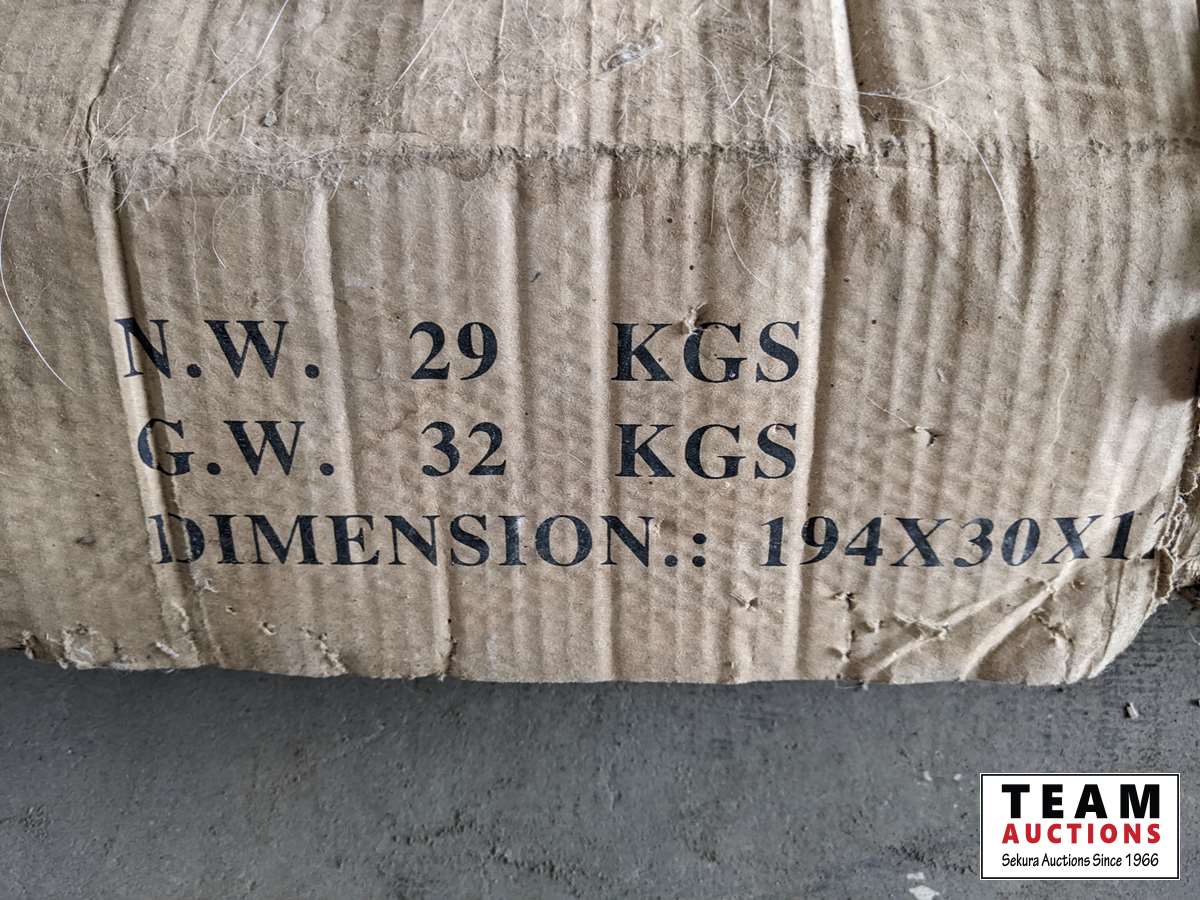 N.W. 29 KGS
G.W. 32 KGS
DIMENSION.: 194X30X1
TEAM
AUCTIONS
Sekura Auctions Since 1966